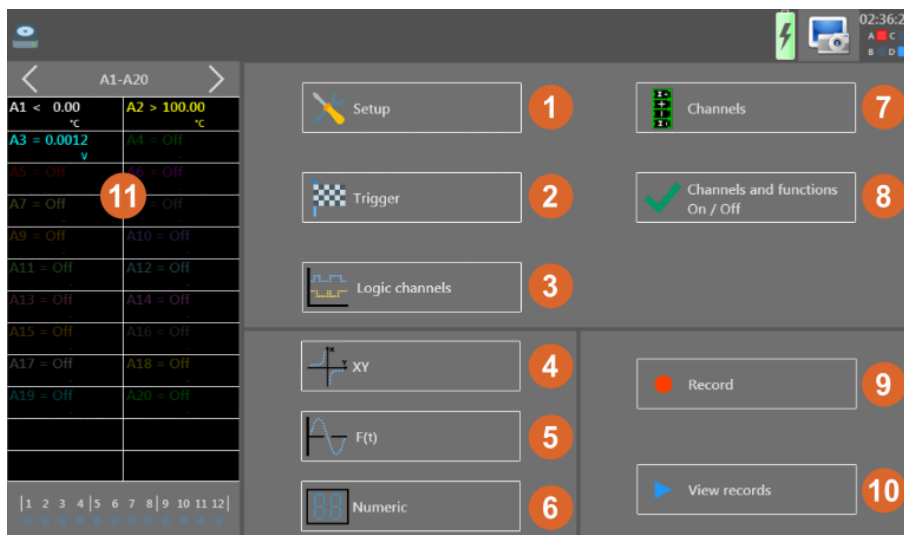 02:36:2
A C
B D
A1-A20
A1 < 0.00 A2 > 100.00
°C °C
A3 = 0.0012 A4 = Off
V
A5 = Off A6 = Off
A7 = Off = Off
A9 = Off A10 = Off
A11 = Off A12 = Off
A13 = Off A14 = Off
A15 = Off A16 = Off
A17 = Off A18 = Off
A19 = Off A20 = Off
|1 2 3 4|5 6 7 8|9 10 11 12|
11
Setup 1
Trigger 2
Logic channels 3
XY 4
F(t) 5
Numeric 6
Channels 7
Channels and functions
On / Off 8
Record 9
View records 10